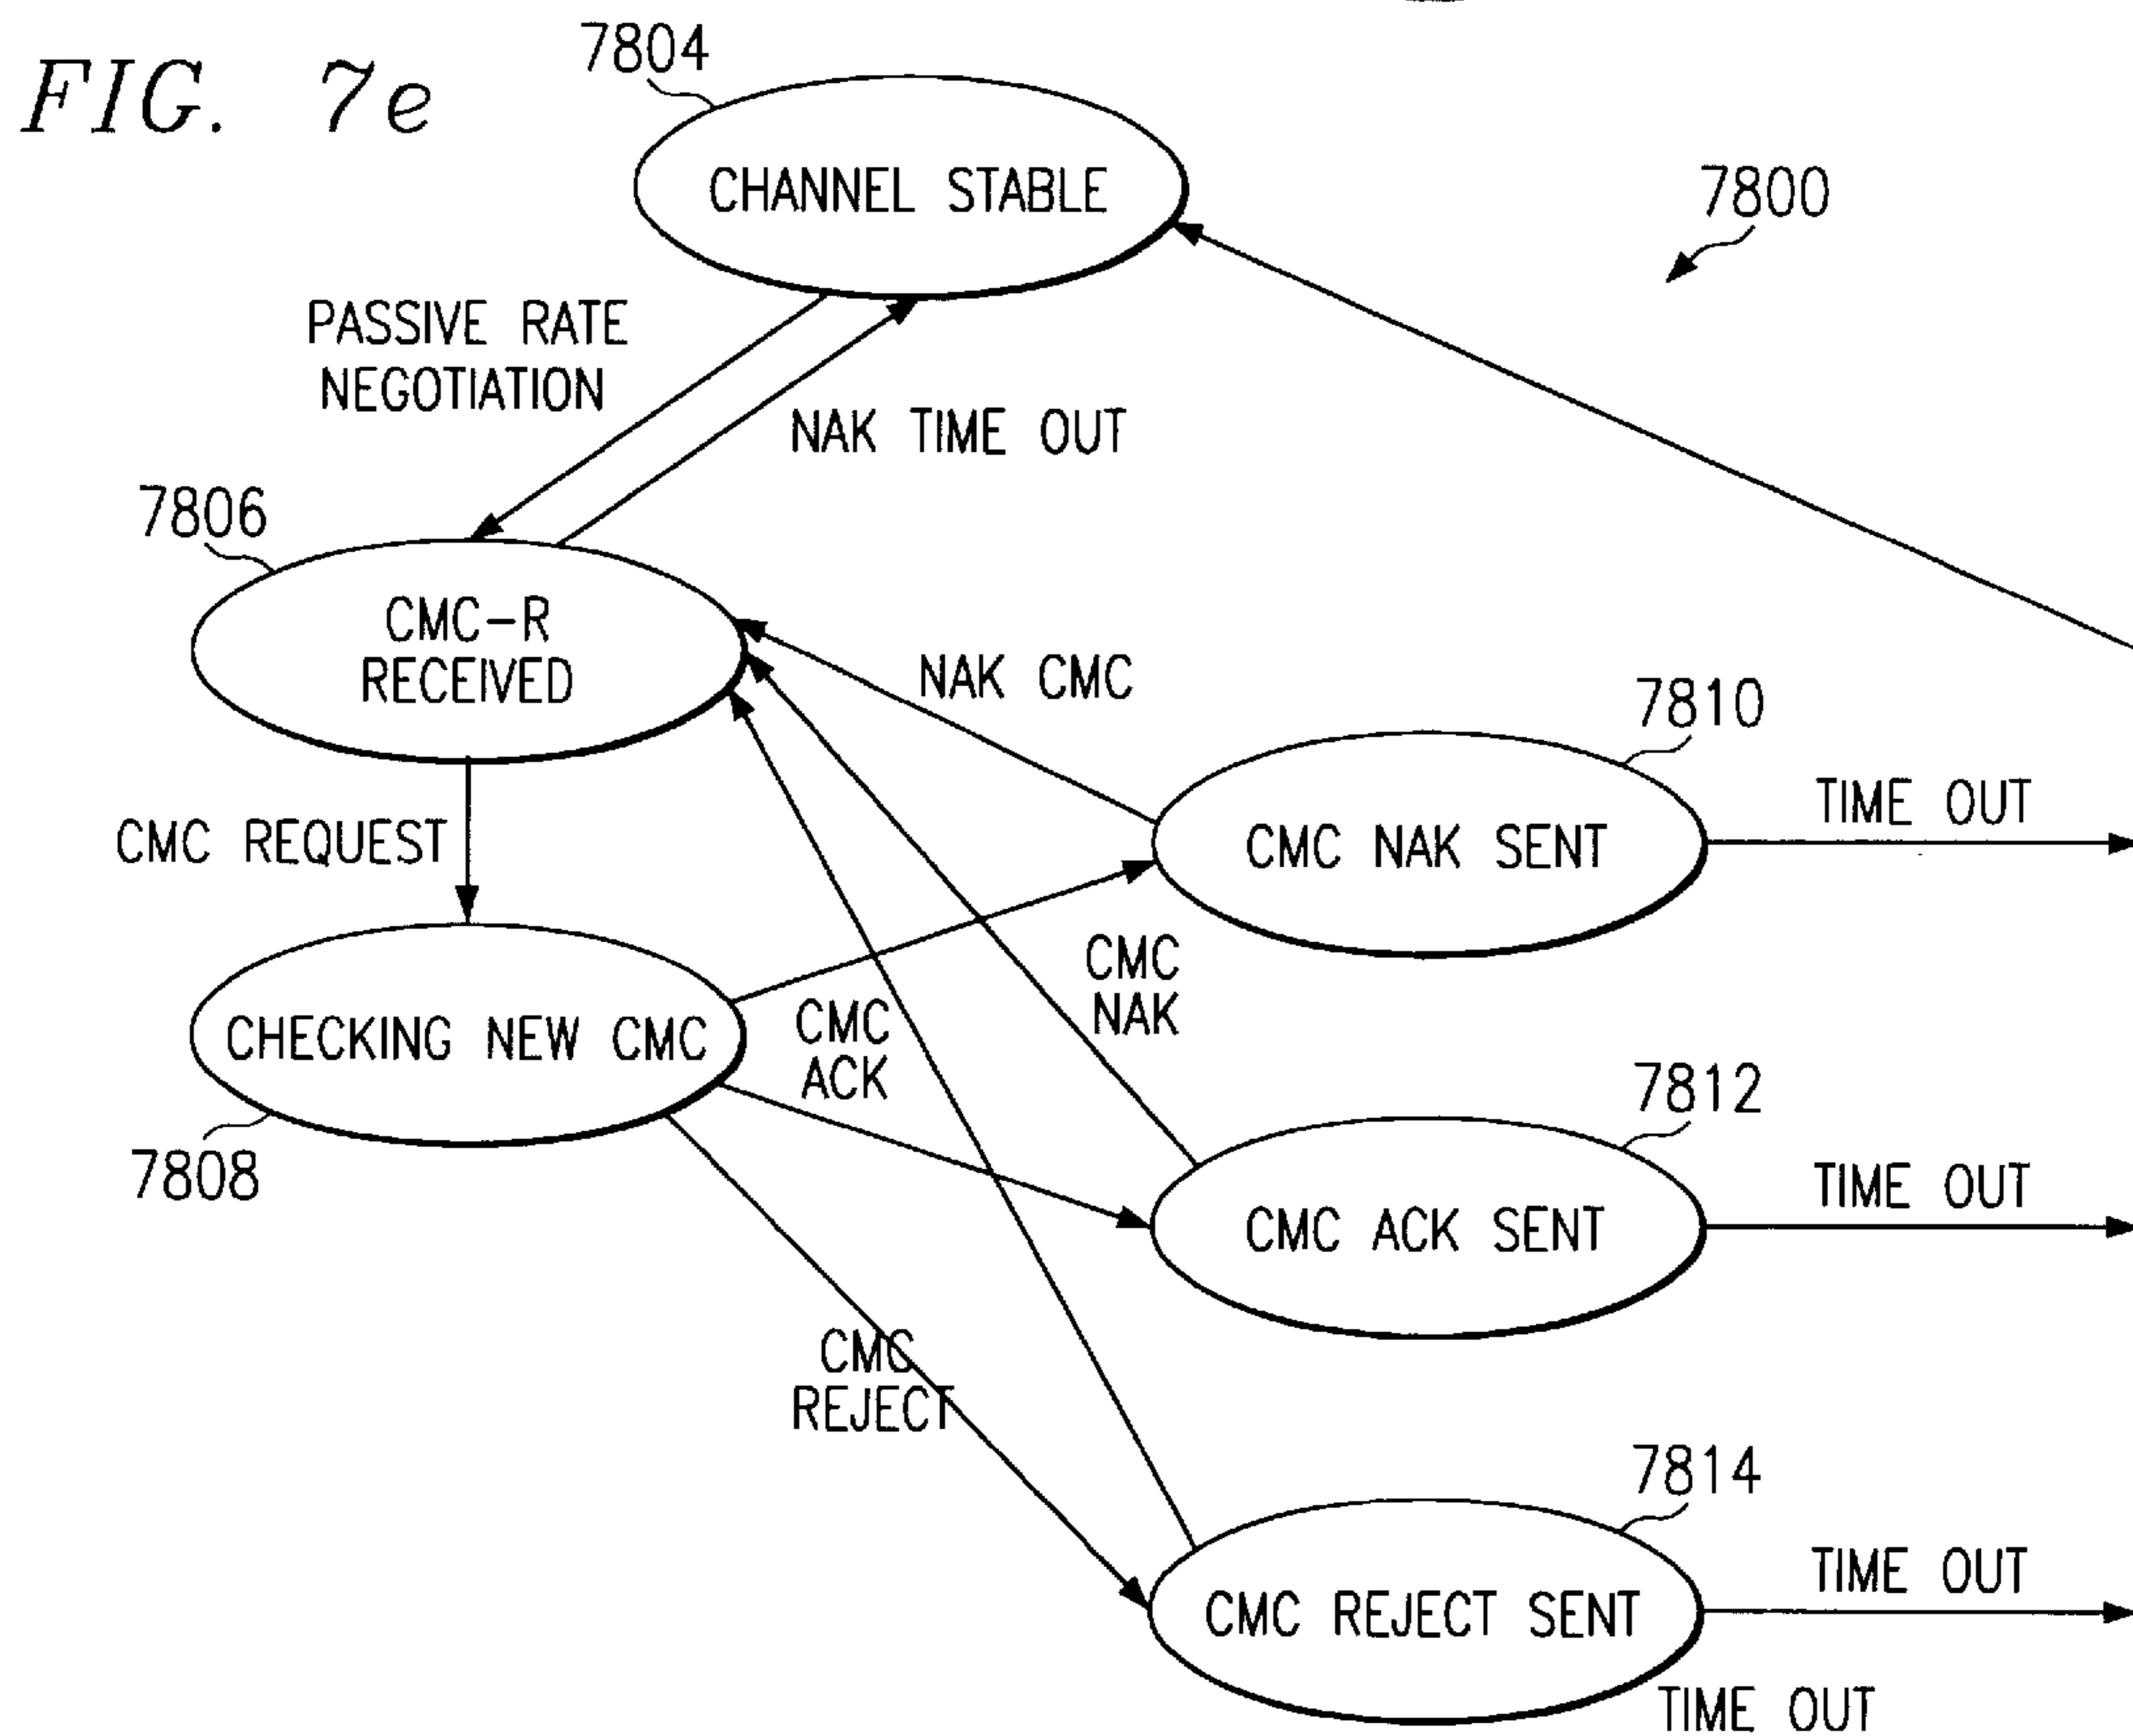 FIG. 7e
7804
CHANNEL STABLE
7800
PASSIVE RATE
NEGOTIATION
NAK TIME OUT
7806
CMC-R
RECEIVED
NAK CMC
7810
CMC REQUEST
TIME OUT
CMC NAK SENT
CMC
NAK
CHECKING NEW CMC
CMC
ACK
7808
7812
TIME OUT
CMC ACK SENT
CMC
REJECT
7814
TIME OUT
CMC REJECT SENT
TIME OUT